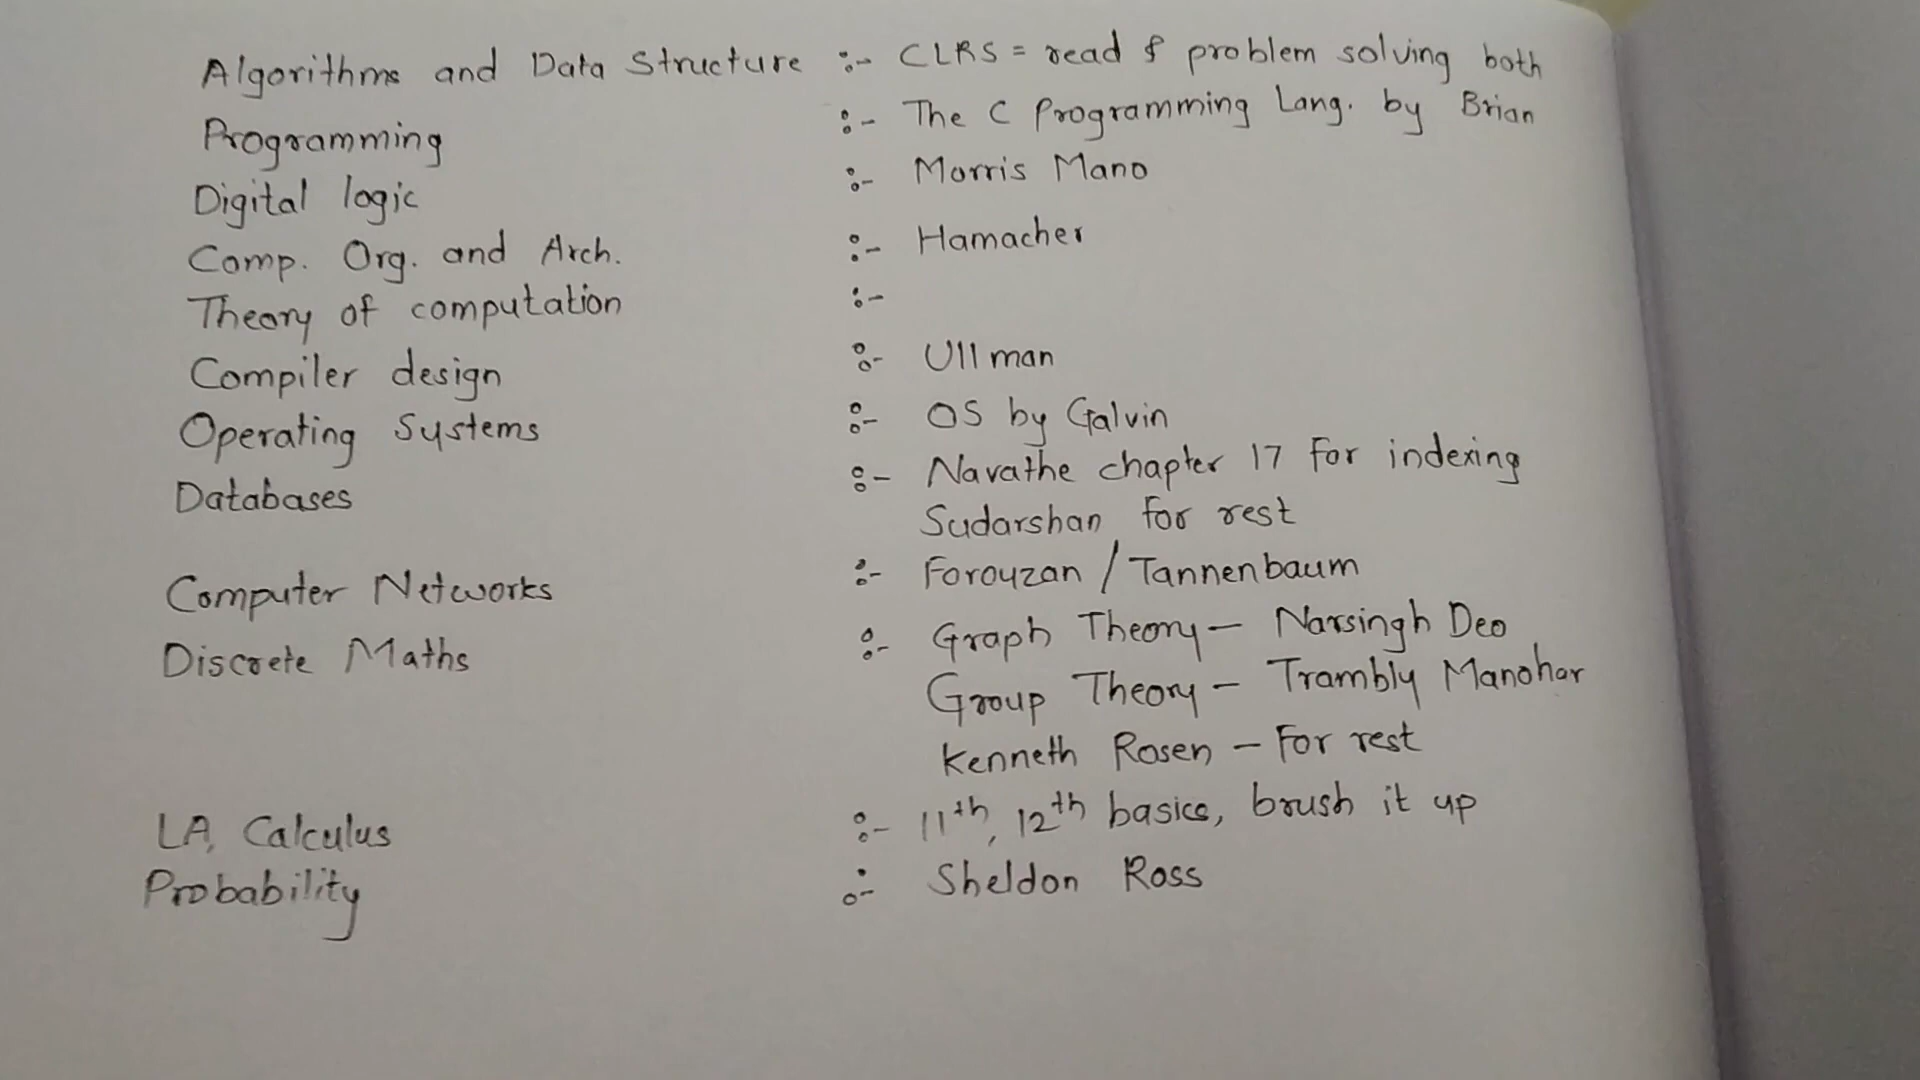 Algorithms and Data Structure :- CLRS = read & problem solving both
Programming :- The C Programming Lang. by Brian
Digital logic :- Morris Mano
Comp. Org. and Arch. :- Hamacher
Theory of computation :-
Compiler design :- Ullman
Operating Systems :- OS by Galvin
Databases :- Navathe chapter 17 for indexing
Sudarshan for rest
Computer Networks :- Forouzan / Tannenbaum
Discrete Maths :- Graph Theory - Narsingh Deo
Group Theory - Trambly Manohar
Kenneth Rosen - For rest
LA, Calculus :- 11th, 12th basics, brush it up
Probability :- Sheldon Ross